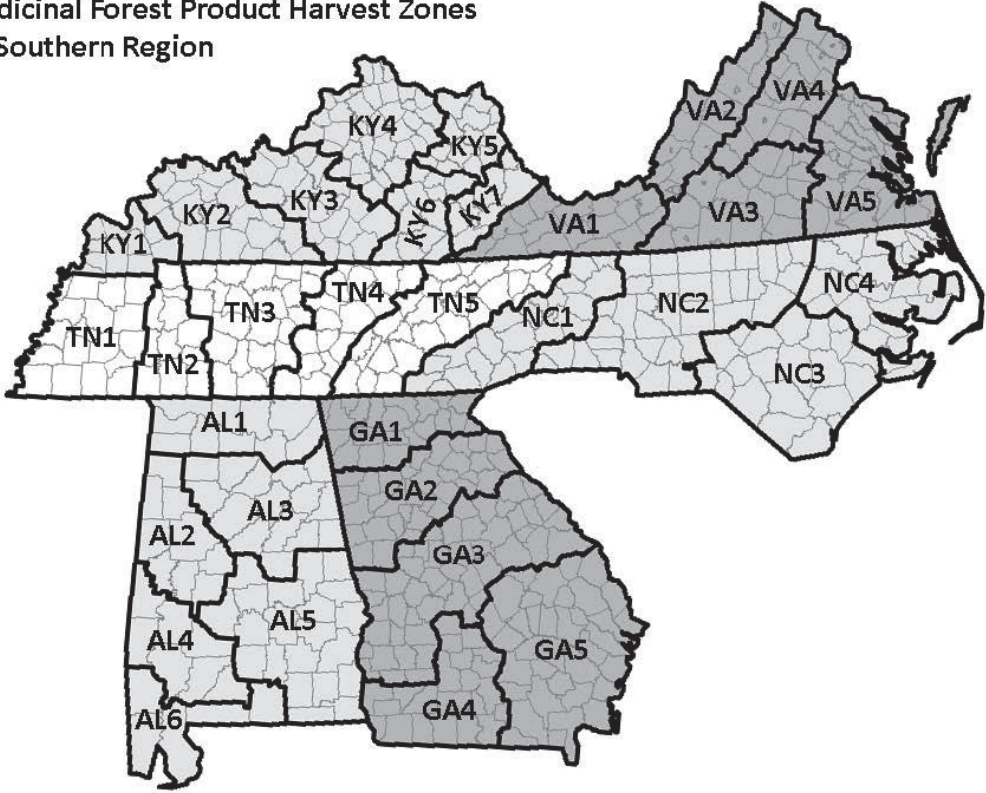 dicinal Forest Product Harvest Zones
Southern Region
VA4
VA2
KY4
KY5
KY3
KY7
KY2
KY6
VA3
VA5
VA1
KY1
TN4
TN5
NC4
TN3
NC2
NC1
TN1
TN2
NC3
AL1
GA1
GA2
AL3
AL2
GA3
AL5
AL4
GA5
GA4
AL6